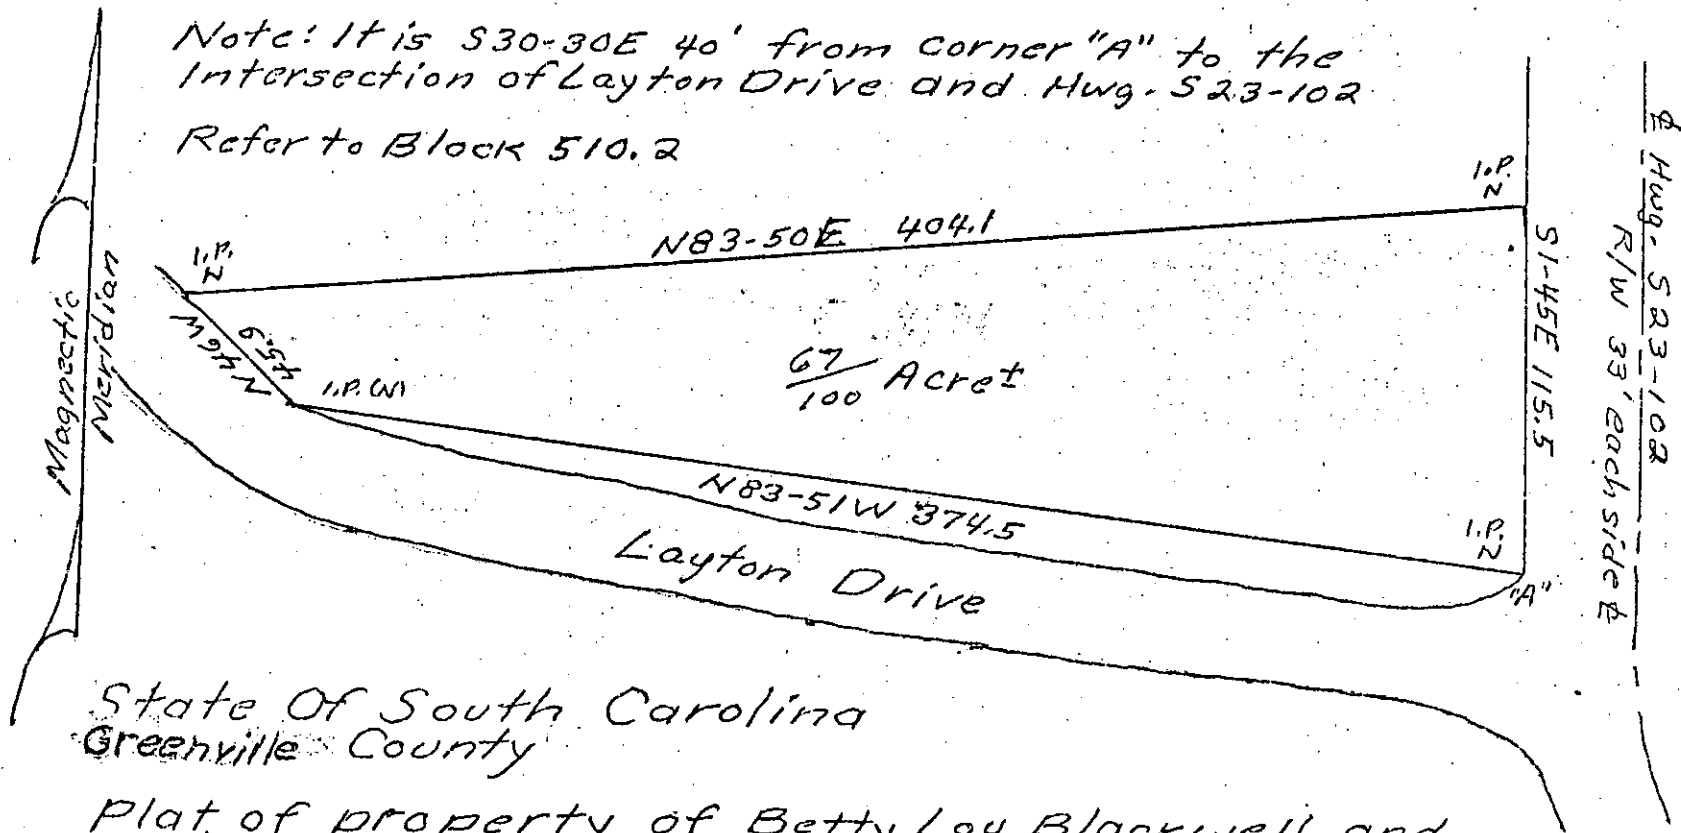 Note: It is S30-30E 40' from Corner "A" to the
Intersection of Layton Drive and Hwg. S23-102
Refer to Block 510.2
I.P.
N
N83-50E 404.1
I.P.
N
Magnectic
Meridian
N46W
45.9
I.P. (N)
67/100 Acre±
S1-45E 115.5
℄ Hwg. S23-102
R/W 33' each side ℄
N83-51W 374.5
I.P.
N
"A"
Layton Drive
State Of South Carolina
Greenville County
Plat of property of Betty Lou Blackwell and